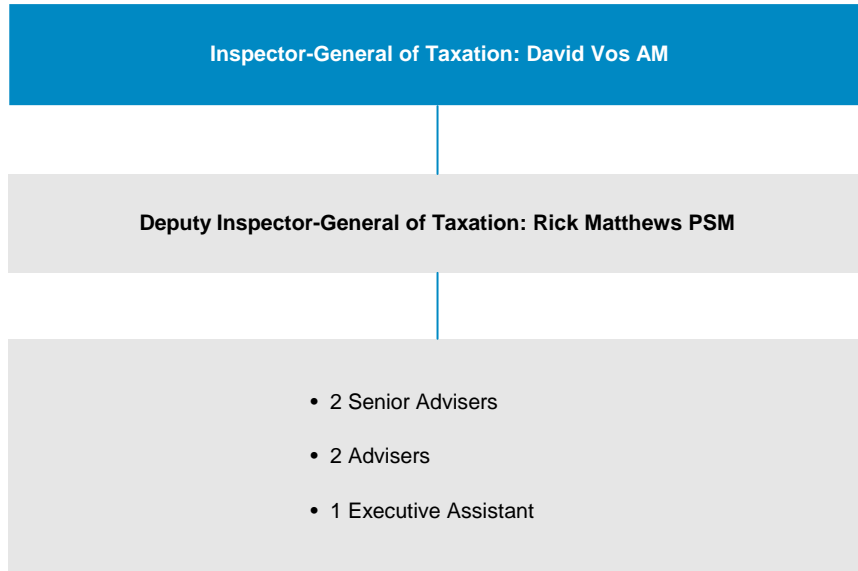 Inspector-General of Taxation: David Vos AM
Deputy Inspector-General of Taxation: Rick Matthews PSM
• 2 Senior Advisers
• 2 Advisers
• 1 Executive Assistant